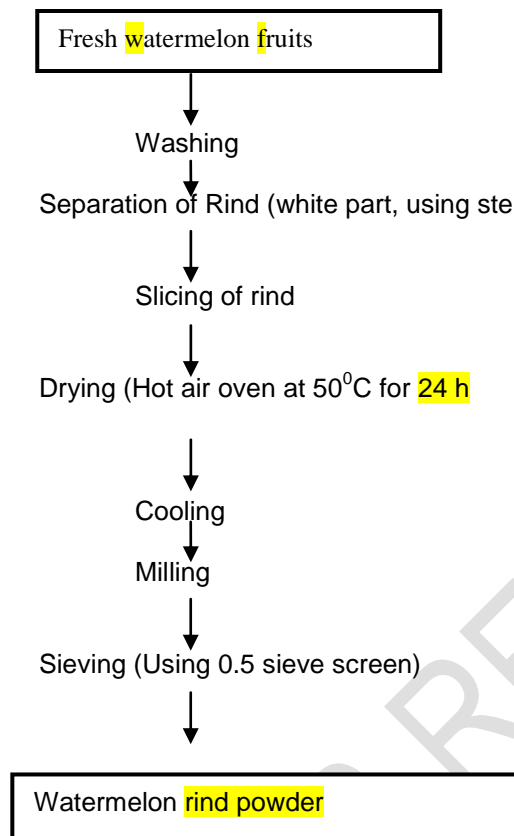 Fresh watermelon fruits
Washing
Separation of Rind (white part, using ste
Slicing of rind
Drying (Hot air oven at 50⁰C for 24 h
Cooling
Milling
Sieving (Using 0.5 sieve screen)
Watermelon rind powder